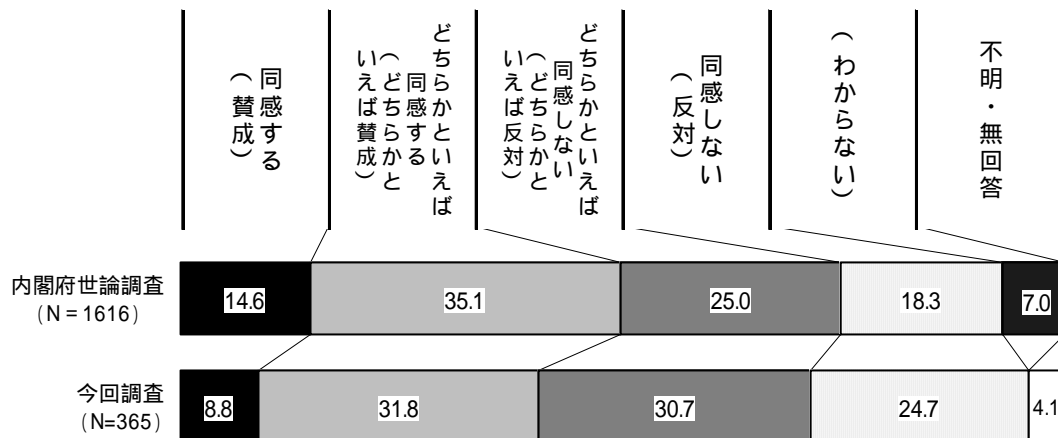 同感する
(賛成)
どちらかといえば
同感する
(どちらかと
いえば賛成)
どちらかといえば
同感しない
(どちらかと
いえば反対)
同感しない
(反対)
(わからない)
不明・無回答
内閣府世論調査
(N = 1616)
14.6
35.1
25.0
18.3
7.0
今回調査
(N=365)
8.8
31.8
30.7
24.7
4.1